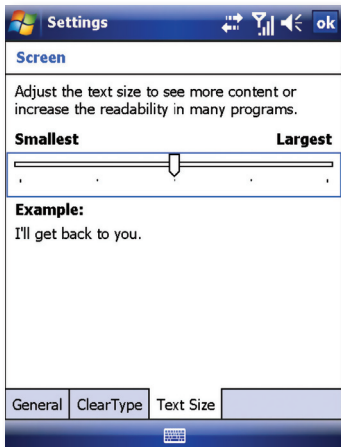 Settings
ok
Screen
Adjust the text size to see more content or
increase the readability in many programs.
Smallest Largest
Example:
I'll get back to you.
General ClearType Text Size